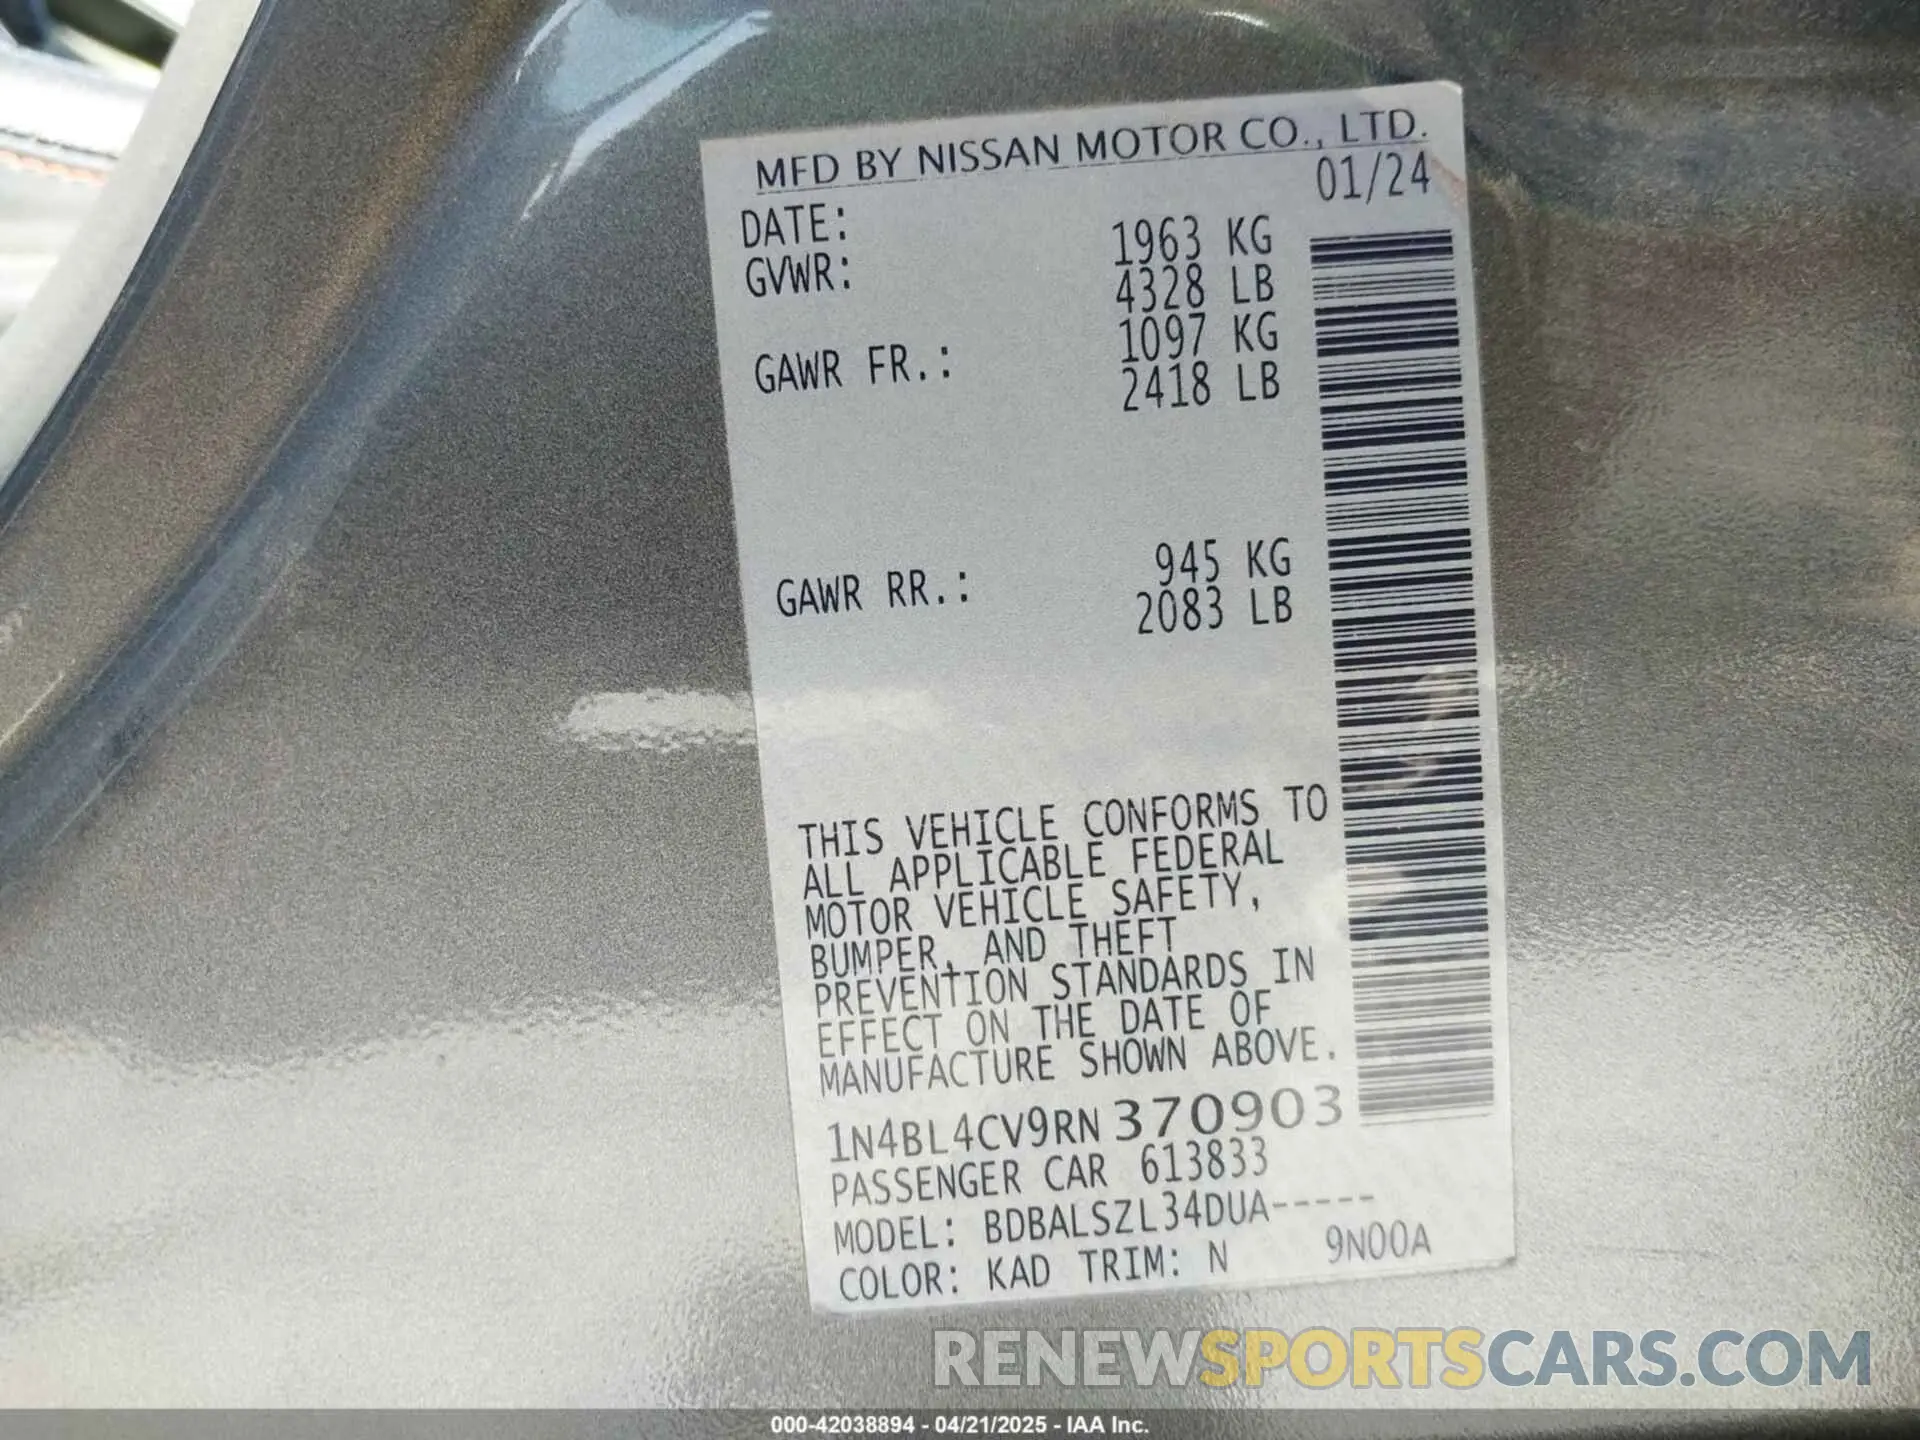 MFD BY NISSAN MOTOR CO., LTD.
DATE: 01/24
GVWR: 1963 KG
4328 LB
GAWR FR.: 1097 KG
2418 LB
GAWR RR.: 945 KG
2083 LB
THIS VEHICLE CONFORMS TO
ALL APPLICABLE FEDERAL
MOTOR VEHICLE SAFETY,
BUMPER, AND THEFT
PREVENTION STANDARDS IN
EFFECT ON THE DATE OF
MANUFACTURE SHOWN ABOVE.
1N4BL4CV9RN370903
PASSENGER CAR 613833
MODEL: BDBALSZL34DUA-----
COLOR: KAD TRIM: N 9N00A
RENEWSPORTSCARS.COM
000-42038894 - 04/21/2025 - IAA Inc.